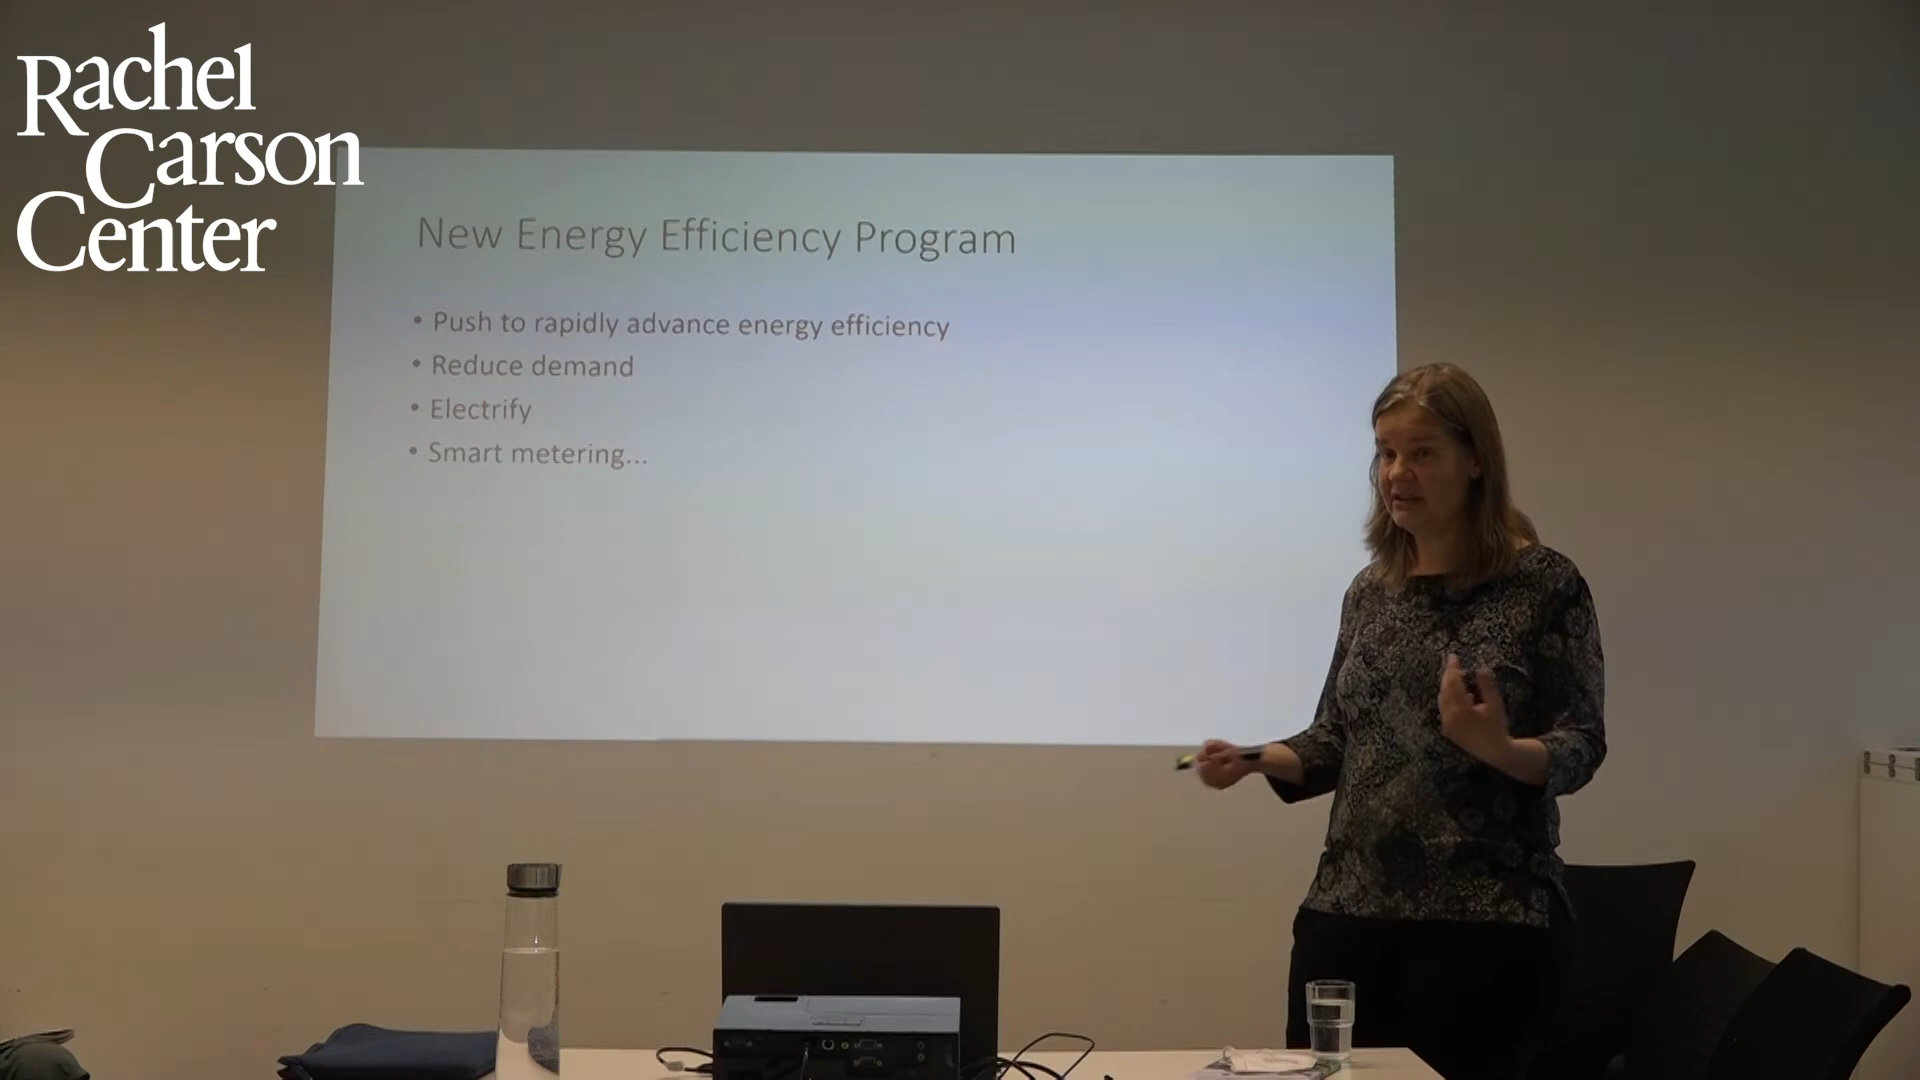 Rachel
Carson
Center
New Energy Efficiency Program
• Push to rapidly advance energy efficiency
• Reduce demand
• Electrify
• Smart metering...